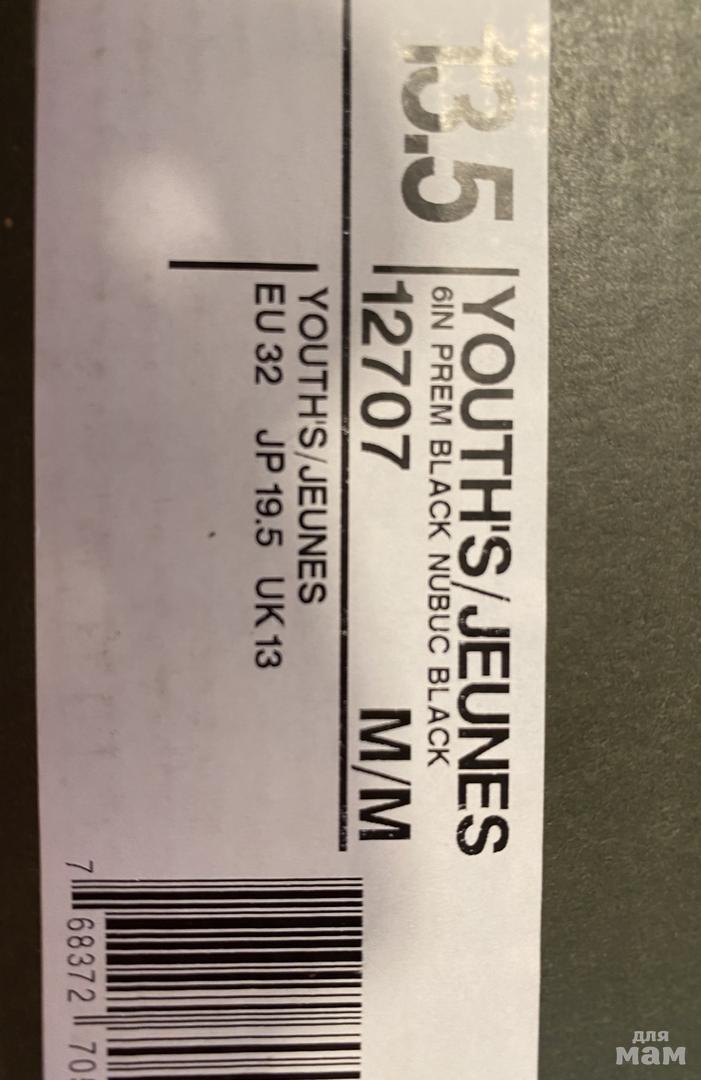 13.5
YOUTH'S/JEUNES
6IN PREM BLACK NUBUC BLACK
12707 M/M
YOUTH'S/JEUNES
EU 32 JP 19.5 UK 13
7 68372 70
для
мам